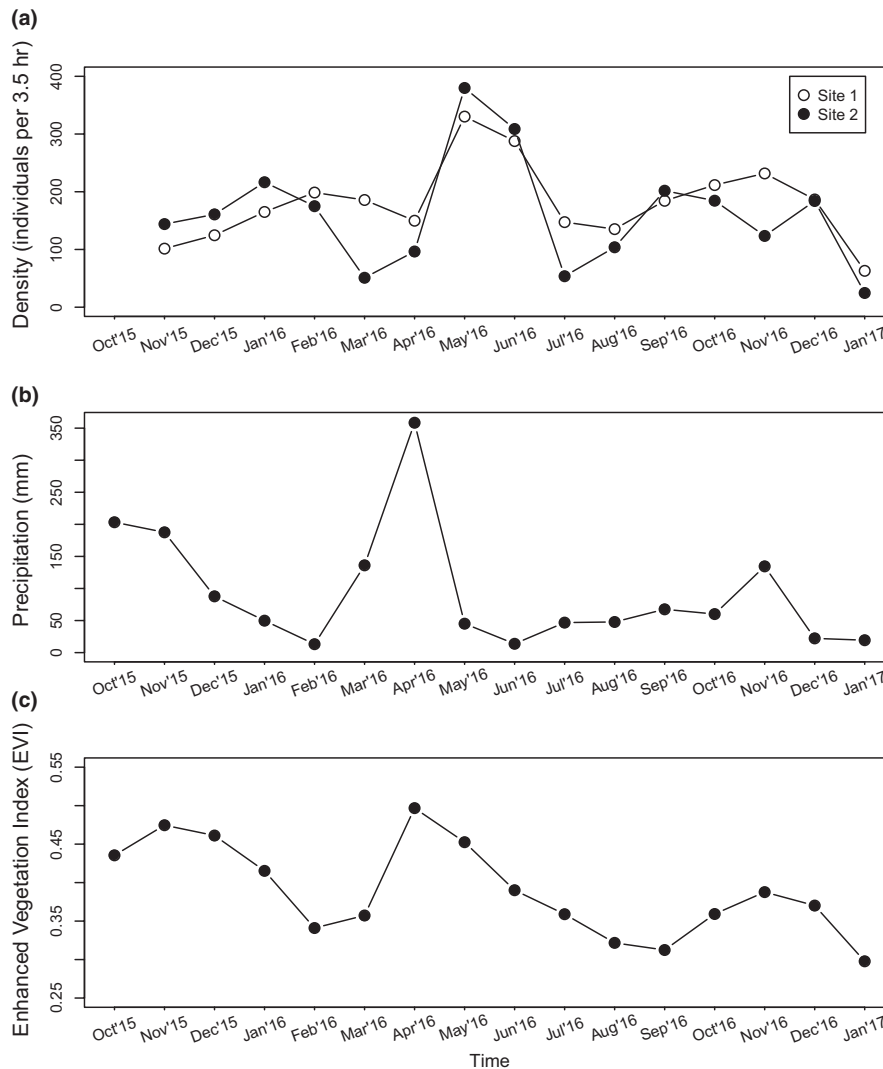 (a)
Density (individuals per 3.5 hr)
400
300
200
100
0
Site 1
Site 2
Oct'15 Nov'15 Dec'15 Jan'16 Feb'16 Mar'16 Apr'16 May'16 Jun'16 Jul'16 Aug'16 Sep'16 Oct'16 Nov'16 Dec'16 Jan'17
(b)
Precipitation (mm)
350
250
150
50
0
Oct'15 Nov'15 Dec'15 Jan'16 Feb'16 Mar'16 Apr'16 May'16 Jun'16 Jul'16 Aug'16 Sep'16 Oct'16 Nov'16 Dec'16 Jan'17
(c)
Enhanced Vegetation Index (EVI)
0.55
0.45
0.35
0.25
Oct'15 Nov'15 Dec'15 Jan'16 Feb'16 Mar'16 Apr'16 May'16 Jun'16 Jul'16 Aug'16 Sep'16 Oct'16 Nov'16 Dec'16 Jan'17
Time